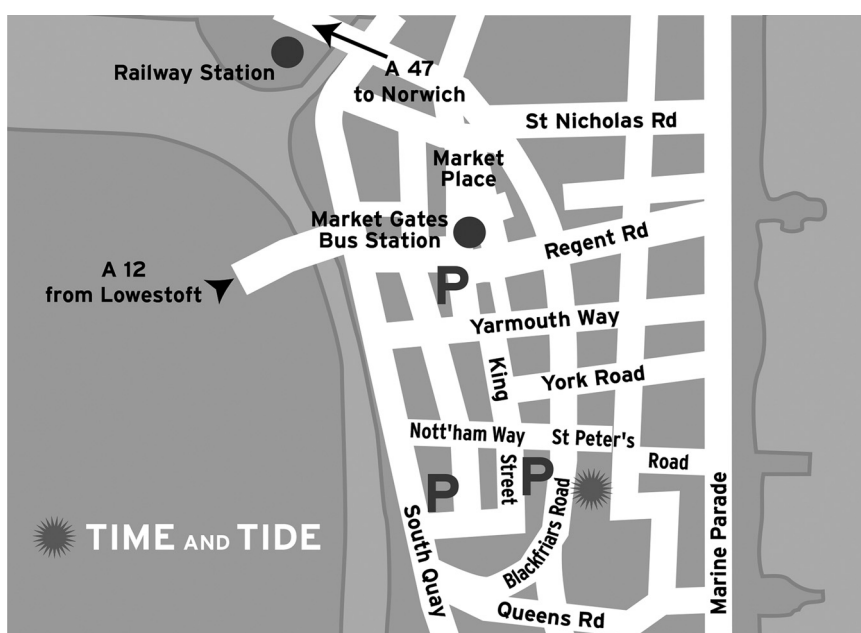 Railway Station
A 47
to Norwich
St Nicholas Rd
Market
Place
Market Gates
Bus Station
Regent Rd
A 12
from Lowestoft
P
Yarmouth Way
King
York Road
Nott'ham Way
St Peter's
Road
Street
P
P
Blackfriars Road
South Quay
Marine Parade
TIME AND TIDE
Queens Rd